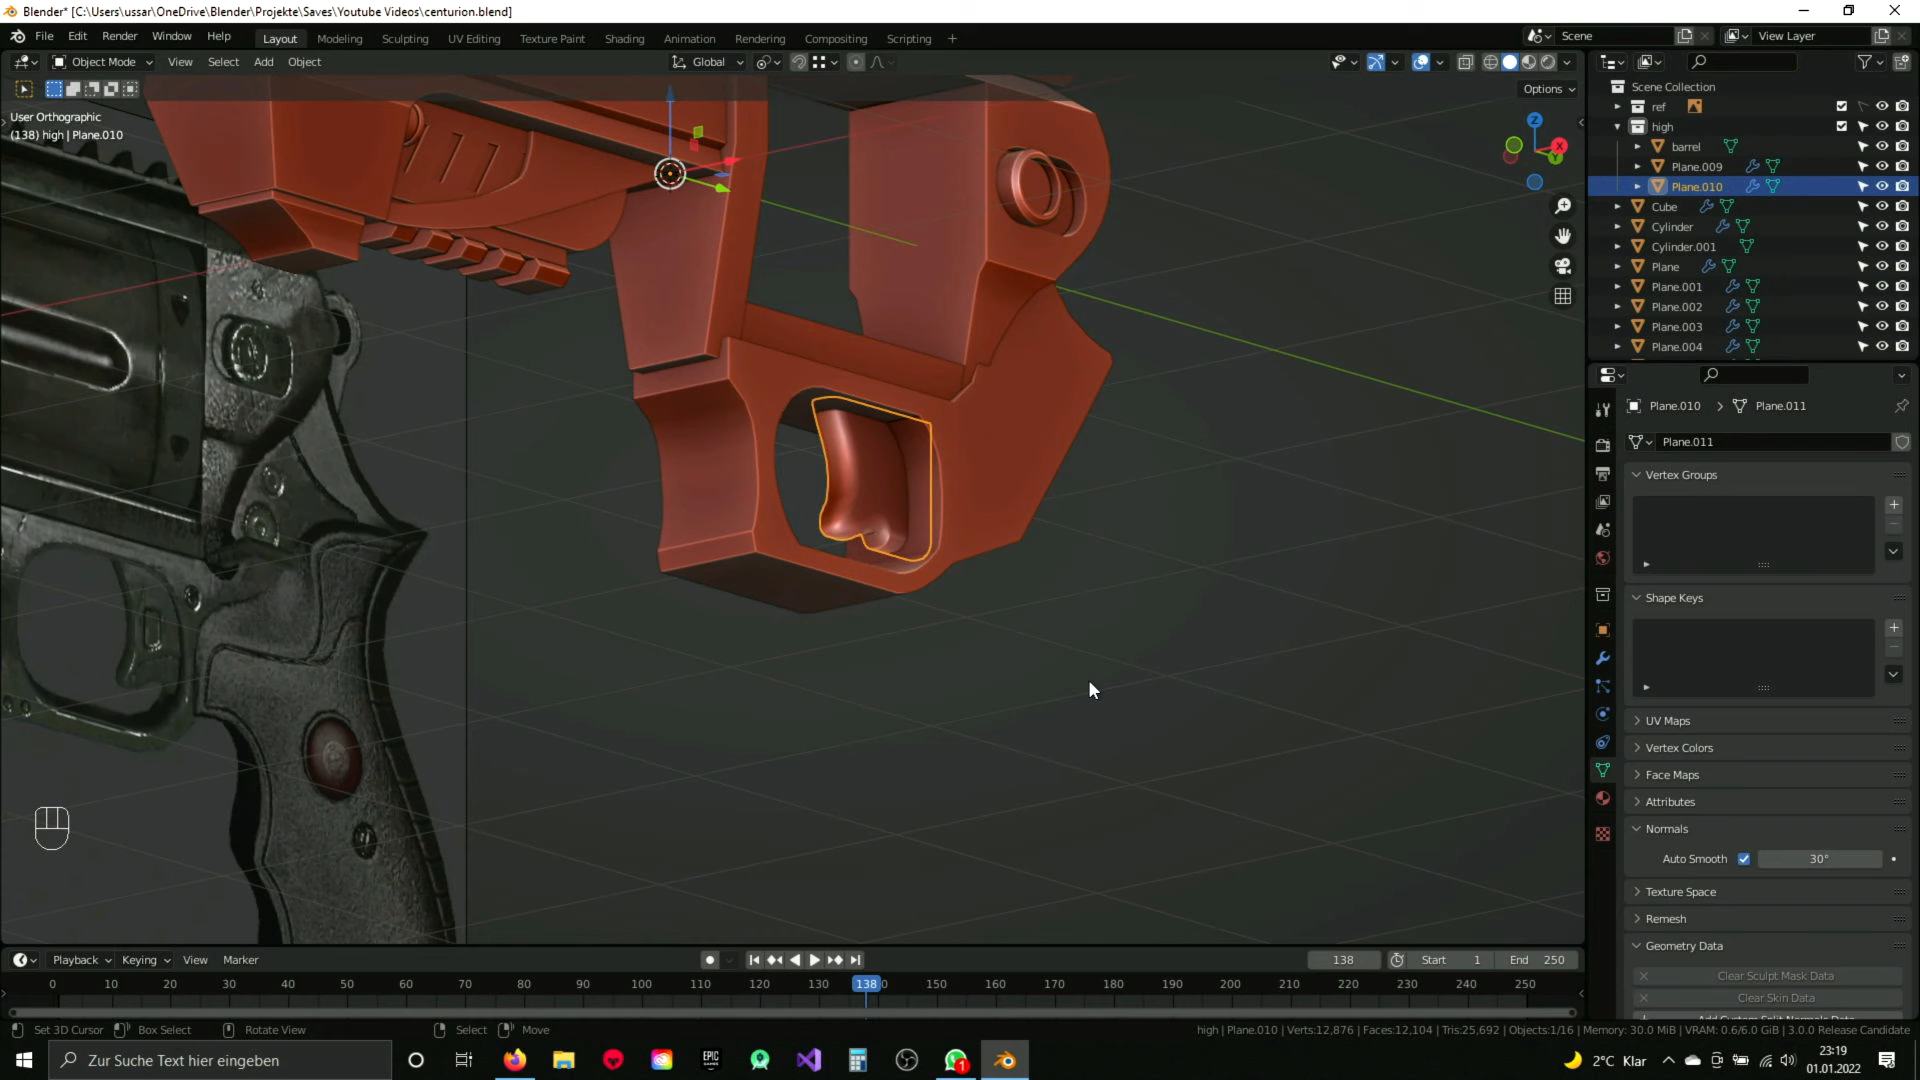 Blender* [C:\Users\ussar\OneDrive\Blender\Projekte\Saves\Youtube Videos\centurion.blend]
File Edit Render Window Help Layout Modeling Sculpting UV Editing Texture Paint Shading Animation Rendering Compositing Scripting + Scene View Layer
Object Mode View Select Add Object Global
Options
User Orthographic
(138) high | Plane.010
Z
X
Y
Scene Collection
ref
high
barrel
Plane.009
Plane.010
Cube
Cylinder
Cylinder.001
Plane
Plane.001
Plane.002
Plane.003
Plane.004
Plane.010 > Plane.011
Plane.011
Vertex Groups
Shape Keys
UV Maps
Vertex Colors
Face Maps
Attributes
Normals
Auto Smooth 30°
Texture Space
Remesh
Geometry Data
Clear Sculpt Mask Data
Clear Skin Data
Add Custom Split Normals Data
Playback Keying View Marker 138 Start 1 End 250
0 10 20 30 40 50 60 70 80 90 100 110 120 130 138 0 150 160 170 180 190 200 210 220 230 240 250
Set 3D Cursor Box Select Rotate View Select Move high | Plane.010 | Verts:12,876 | Faces:12,104 | Tris:25,692 | Objects:1/16 | Memory: 30.0 MiB | VRAM: 0.6/6.0 GiB | 3.0.0 Release Candidate
Zur Suche Text hier eingeben
EPIC
GAMES
1
2°C Klar
23:19
01.01.2022